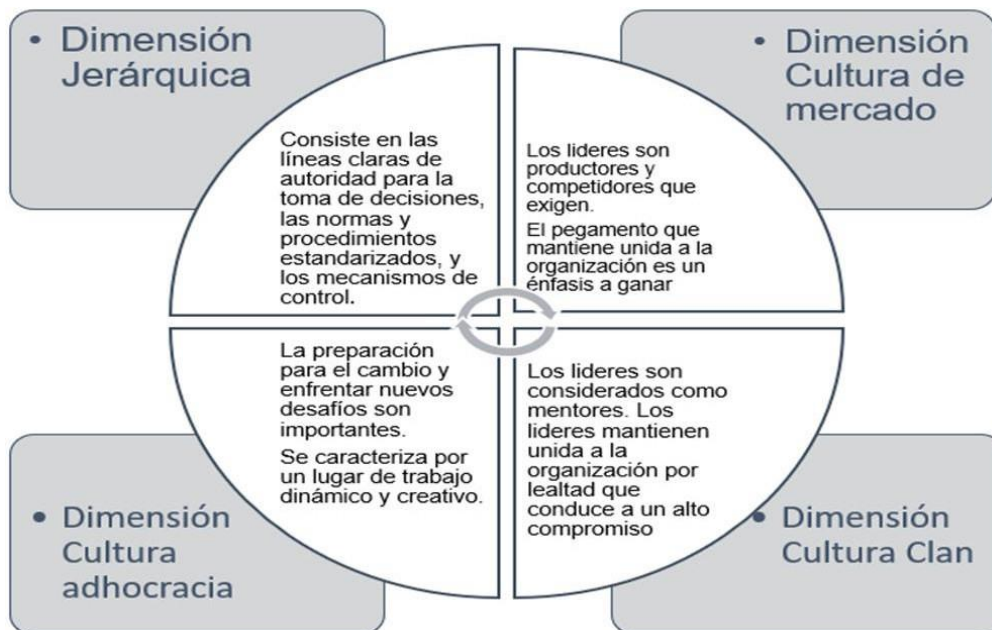 • Dimensión
Jerárquica
Consiste en las
líneas claras de
autoridad para la
toma de decisiones,
las normas y
procedimientos
estandarizados, y
los mecanismos de
control.
• Dimensión
Cultura de
mercado
Los lideres son
productores y
competidores que
exigen.
El pegamento que
mantiene unida a la
organización es un
énfasis a ganar
La preparación
para el cambio y
enfrentar nuevos
desafíos son
importantes.
Se caracteriza por
un lugar de trabajo
dinámico y creativo.
• Dimensión
Cultura
adhocracia
Los lideres son
considerados como
mentores. Los
lideres mantienen
unida a la
organización por
lealtad que
conduce a un alto
compromiso
• Dimensión
Cultura Clan